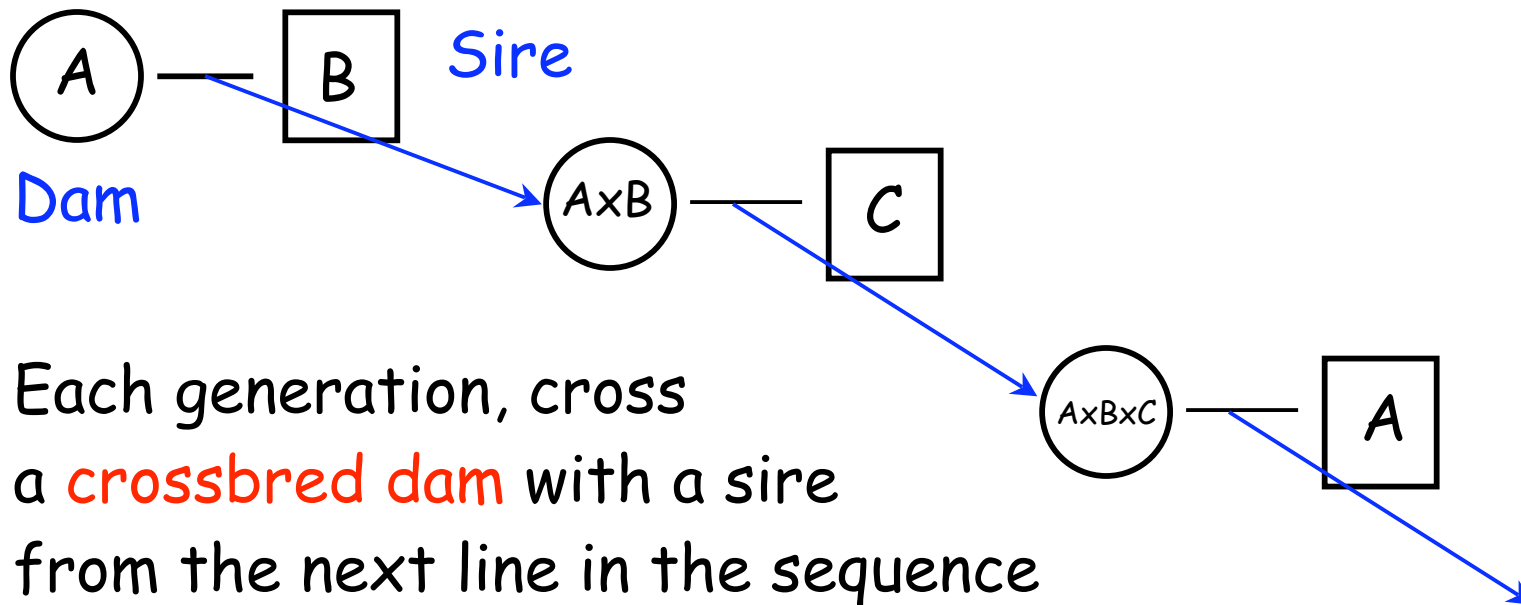 A B Sire
Dam
AxB C
AxBxC A
Each generation, cross
a crossbred dam with a sire
from the next line in the sequence